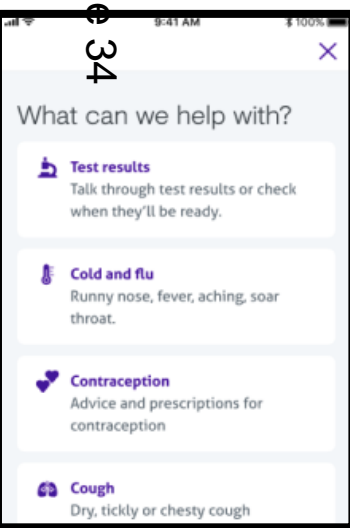 e 34
9:41 AM
100%
What can we help with?
Test results
Talk through test results or check
when they'll be ready.
Cold and flu
Runny nose, fever, aching, soar
throat.
Contraception
Advice and prescriptions for
contraception
Cough
Dry, tickly or chesty cough